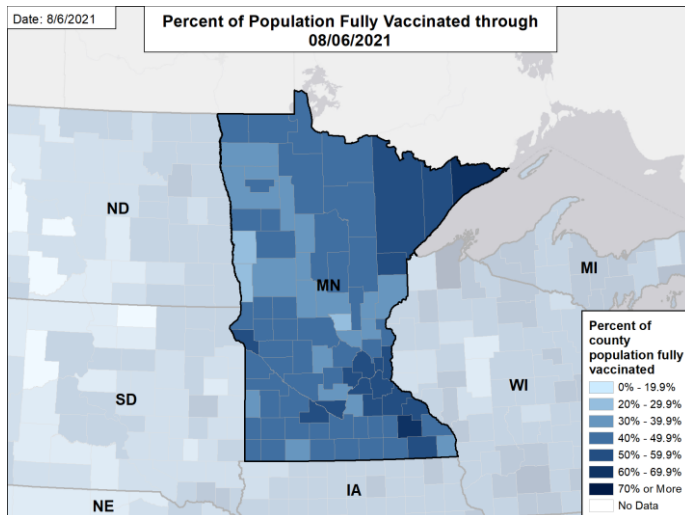 Date: 8/6/2021
Percent of Population Fully Vaccinated through
08/06/2021
ND
MN
MI
SD
WI
NE
IA
Percent of
county
population fully
vaccinated
0% - 19.9%
20% - 29.9%
30% - 39.9%
40% - 49.9%
50% - 59.9%
60% - 69.9%
70% or More
No Data